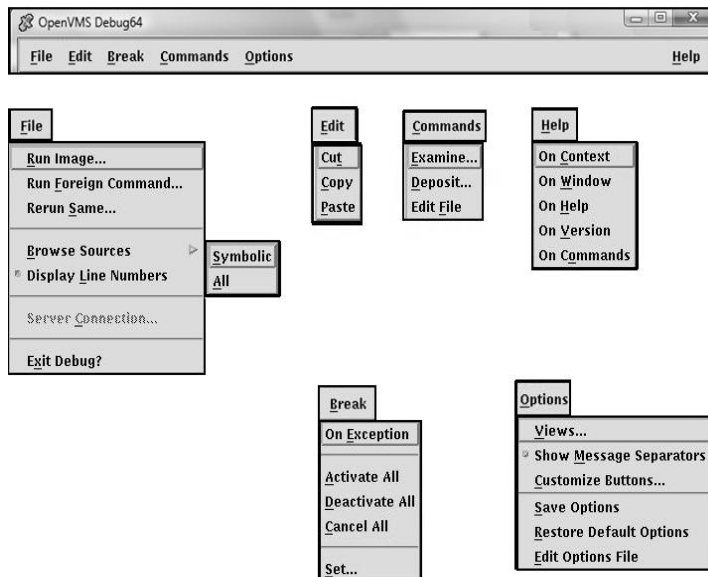 OpenVMS Debug64
File Edit Break Commands Options Help
File
Run Image...
Run Foreign Command...
Rerun Same...
Browse Sources
Display Line Numbers
Server Connection...
Exit Debug?
Symbolic
All
Edit
Cut
Copy
Paste
Commands
Examine...
Deposit...
Edit File
Help
On Context
On Window
On Help
On Version
On Commands
Break
On Exception
Activate All
Deactivate All
Cancel All
Set...
Options
Views...
Show Message Separators
Customize Buttons...
Save Options
Restore Default Options
Edit Options File